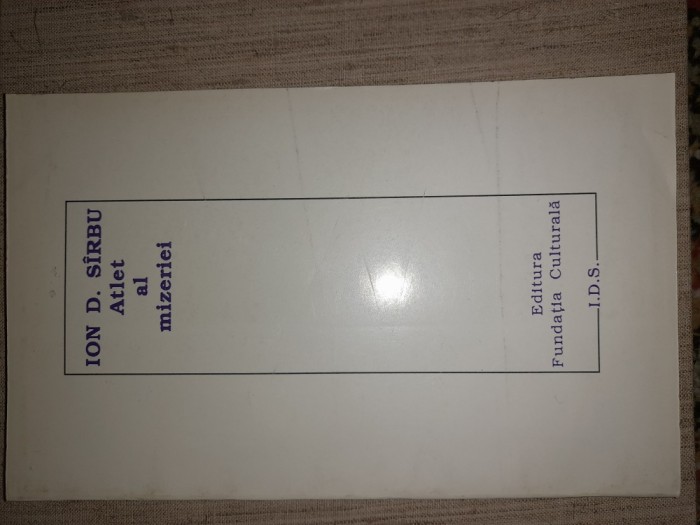 ION D. SÎRBU
Atlet
al
mizeriei
Editura
Fundația Culturală
I.D.S.